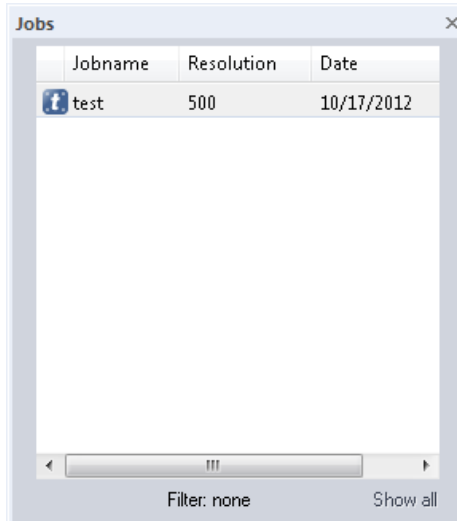 Jobs
Jobname Resolution Date
t test 500 10/17/2012
Filter: none Show all